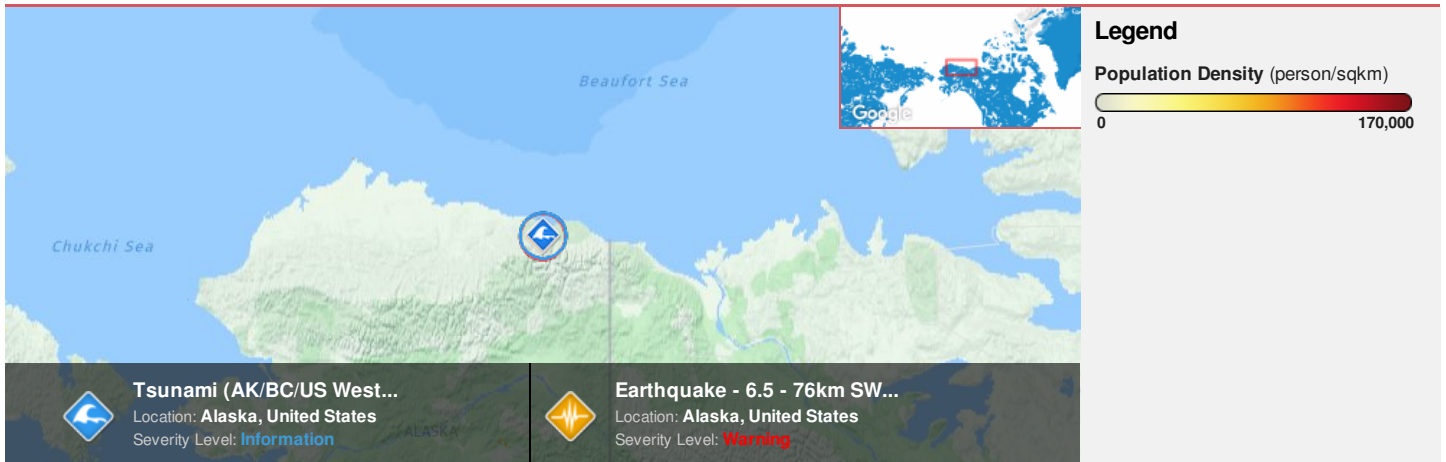 Beaufort Sea
Google
Chukchi Sea
ALASKA
Tsunami (AK/BC/US West...
Location: Alaska, United States
Severity Level: Information
Earthquake - 6.5 - 76km SW...
Location: Alaska, United States
Severity Level: Warning
Legend
Population Density (person/sqkm)
0
170,000